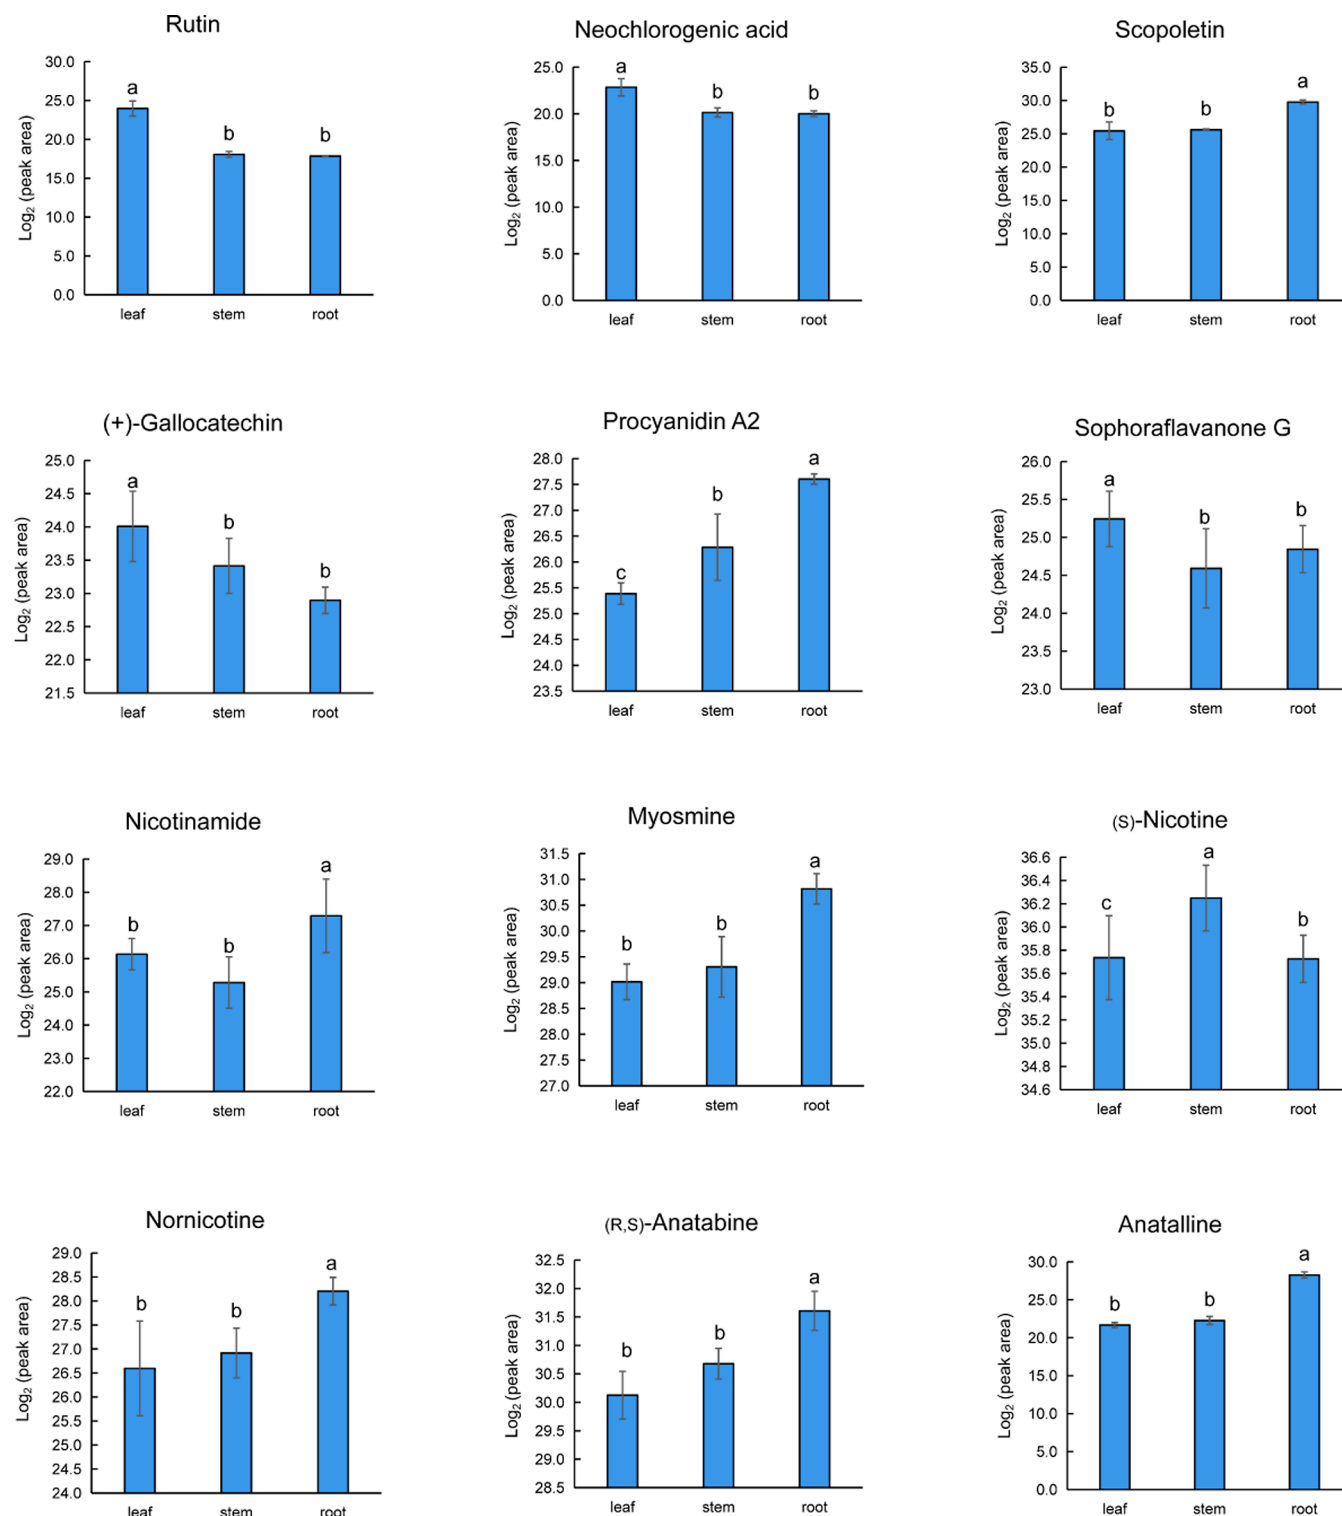 Rutin
Log₂ (peak area)
30.0
25.0
20.0
15.0
10.0
5.0
0.0
a
b
b
leaf stem root
Neochlorogenic acid
Log₂ (peak area)
25.0
20.0
15.0
10.0
5.0
0.0
a
b
b
leaf stem root
Scopoletin
Log₂ (peak area)
35.0
30.0
25.0
20.0
15.0
10.0
5.0
0.0
b
b
a
leaf stem root
(+)-Gallocatechin
Log₂ (peak area)
25.0
24.5
24.0
23.5
23.0
22.5
22.0
21.5
a
b
b
leaf stem root
Procyanidin A2
Log₂ (peak area)
28.0
27.5
27.0
26.5
26.0
25.5
25.0
24.5
24.0
23.5
c
b
a
leaf stem root
Sophoraflavanone G
Log₂ (peak area)
26.0
25.5
25.0
24.5
24.0
23.5
23.0
a
b
b
leaf stem root
Nicotinamide
Log₂ (peak area)
29.0
28.0
27.0
26.0
25.0
24.0
23.0
22.0
b
b
a
leaf stem root
Myosmine
Log₂ (peak area)
31.5
31.0
30.5
30.0
29.5
29.0
28.5
28.0
27.5
27.0
b
b
a
leaf stem root
(S)-Nicotine
Log₂ (peak area)
36.6
36.4
36.2
36.0
35.8
35.6
35.4
35.2
35.0
34.8
34.6
c
a
b
leaf stem root
Nornicotine
Log₂ (peak area)
29.0
28.5
28.0
27.5
27.0
26.5
26.0
25.5
25.0
24.5
24.0
b
b
a
leaf stem root
(R,S)-Anatabine
Log₂ (peak area)
32.5
32.0
31.5
31.0
30.5
30.0
29.5
29.0
28.5
b
b
a
leaf stem root
Anatalline
Log₂ (peak area)
30.0
25.0
20.0
15.0
10.0
5.0
0.0
b
b
a
leaf stem root